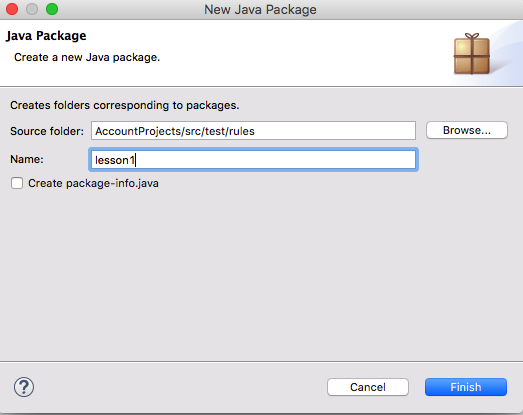 New Java Package
Java Package
Create a new Java package.
Creates folders corresponding to packages.
Source folder: AccountProjects/src/test/rules Browse...
Name: lesson1
Create package-info.java
? Cancel Finish